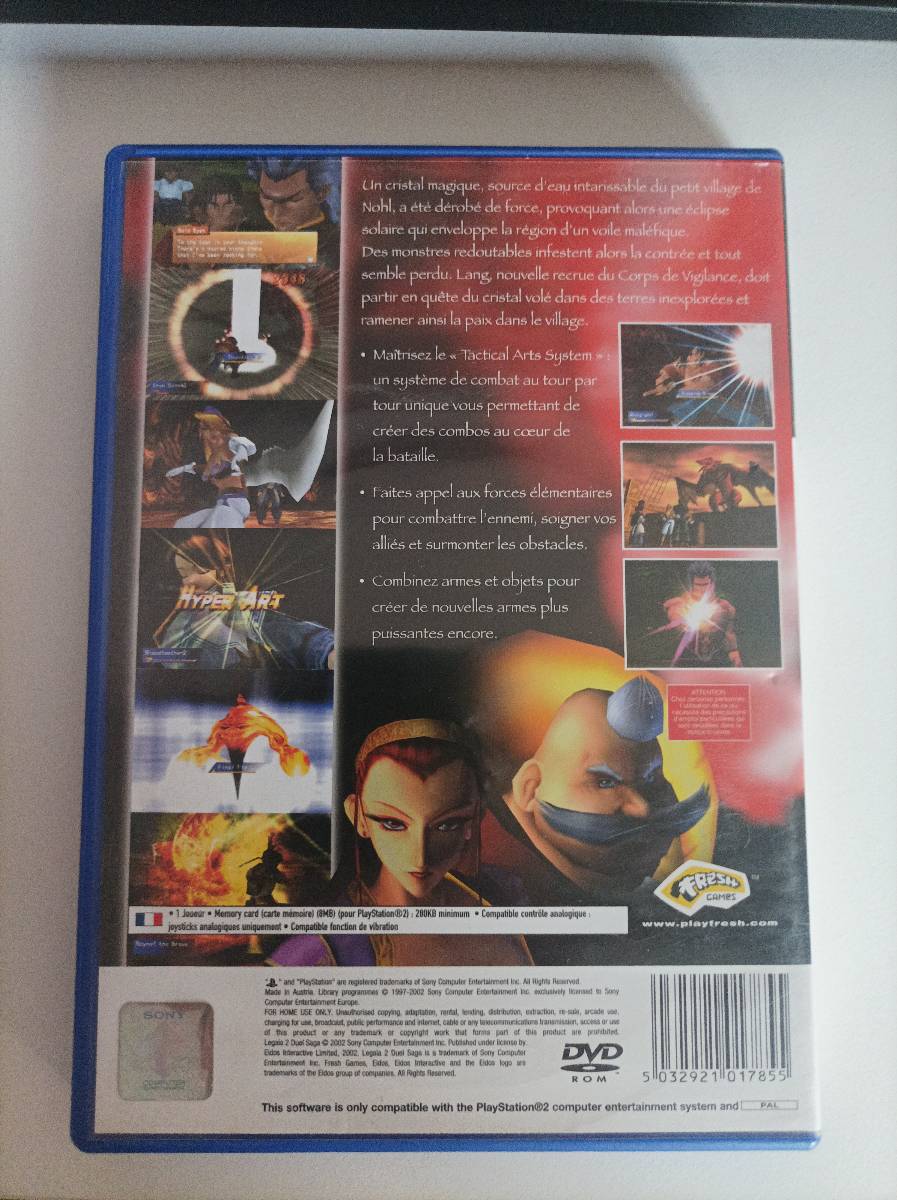 Un cristal magique, source d'eau intarissable du petit village de
Nohl, a été dérobé de force, provoquant alors une éclipse
solaire qui enveloppe la région d'un voile maléfique.
Des monstres redoutables infestent alors la contrée et tout
semble perdu. Lang, nouvelle recrue du Corps de Vigilance, doit
partir en quête du cristal volé dans des terres inexplorées et
ramener ainsi la paix dans le village.
• Maîtrisez le « Tactical Arts System » :
un système de combat au tour par
tour unique vous permettant de
créer des combos au cœur de
la bataille.
• Faites appel aux forces élémentaires
pour combattre l'ennemi, soigner vos
alliés et surmonter les obstacles.
• Combinez armes et objets pour
créer de nouvelles armes plus
puissantes encore.
HYPER ART
ATTENTION
FRESH
GAMES
TM
www.playfresh.com
• 1 Joueur • Memory card (carte mémoire) (8MB) (pour PlayStation®2) : 280KB minimum • Compatible contrôle analogique :
joysticks analogiques uniquement • Compatible fonction de vibration
" " and "PlayStation" are registered trademarks of Sony Computer Entertainment Inc. All Rights Reserved.
Made in Austria. Library programmes © 1997-2002 Sony Computer Entertainment Inc. exclusively licensed to Sony
Computer Entertainment Europe.
FOR HOME USE ONLY. Unauthorised copying, adaptation, rental, lending, distribution, extraction, re-sale, arcade use,
charging for use, broadcast, public performance and internet, cable or any telecommunications transmission, access or use
of this product or any trademark or copyright work that forms part of this product are prohibited.
Legaia 2 Duel Saga © 2002 Sony Computer Entertainment Inc. Published under license by
Eidos Interactive Limited, 2002. Legaia 2 Duel Saga is a trademark of Sony Computer
Entertainment Inc. Fresh Games, Eidos, Eidos Interactive and the Eidos logo are
trademarks of the Eidos group of companies. All Rights Reserved.
SONY
DVD
ROM
5 032921 017855
This software is only compatible with the PlayStation®2 computer entertainment system and PAL